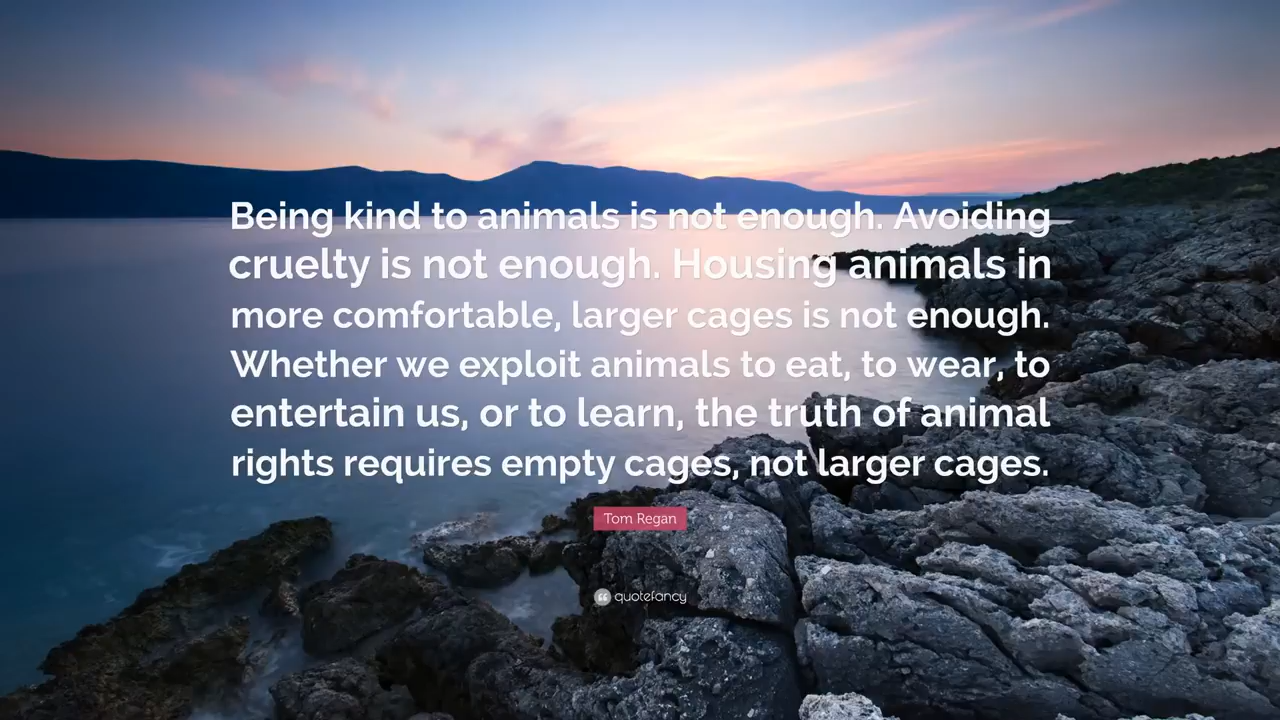 Being kind to animals is not enough. Avoiding
cruelty is not enough. Housing animals in
more comfortable, larger cages is not enough.
Whether we exploit animals to eat, to wear, to
entertain us, or to learn, the truth of animal
rights requires empty cages, not larger cages.
Tom Regan
quotefancy